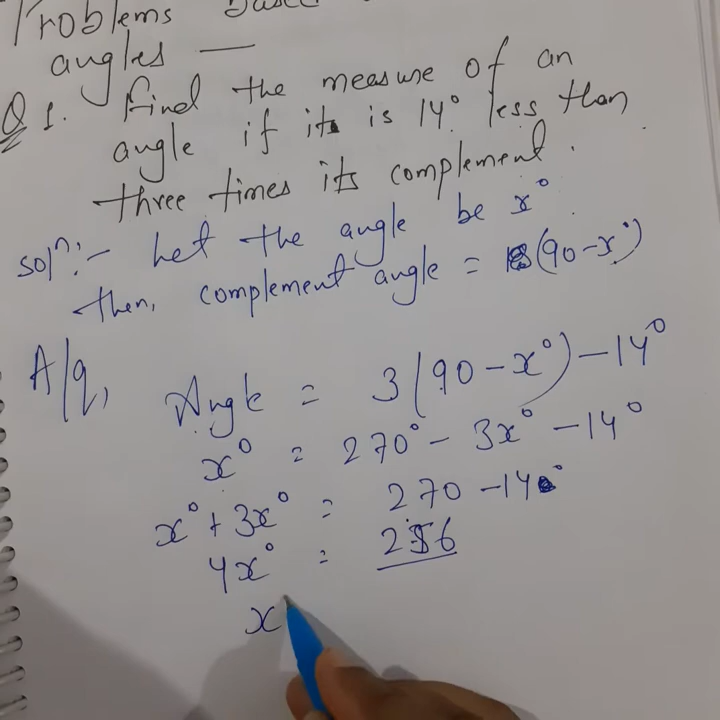 Problems based
angles —
Q 1. Find the measure of an
angle if its is 14° less than
three times its complement.
Solⁿ:- Let the angle be x°
then, complement angle = (90-x°)
A/q,
Angle = 3(90-x°)-14°
x° = 270° - 3x° - 14°
x° + 3x° = 270 - 14°
4x° = 256
x